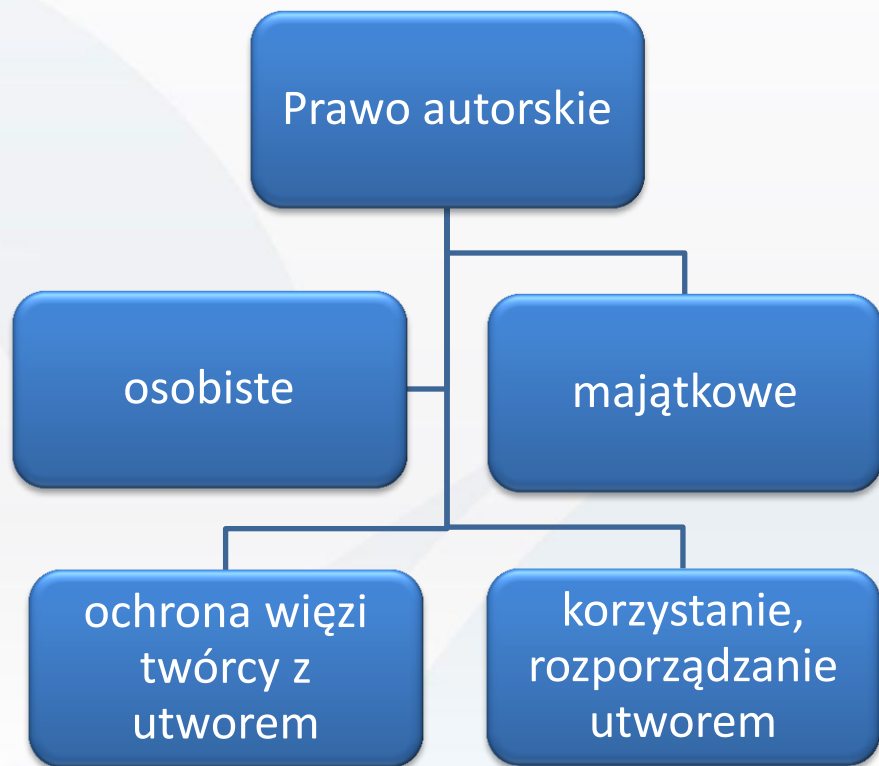 Prawo autorskie
osobiste
majątkowe
ochrona więzi
twórcy z
utworem
korzystanie,
rozporządzanie
utworem